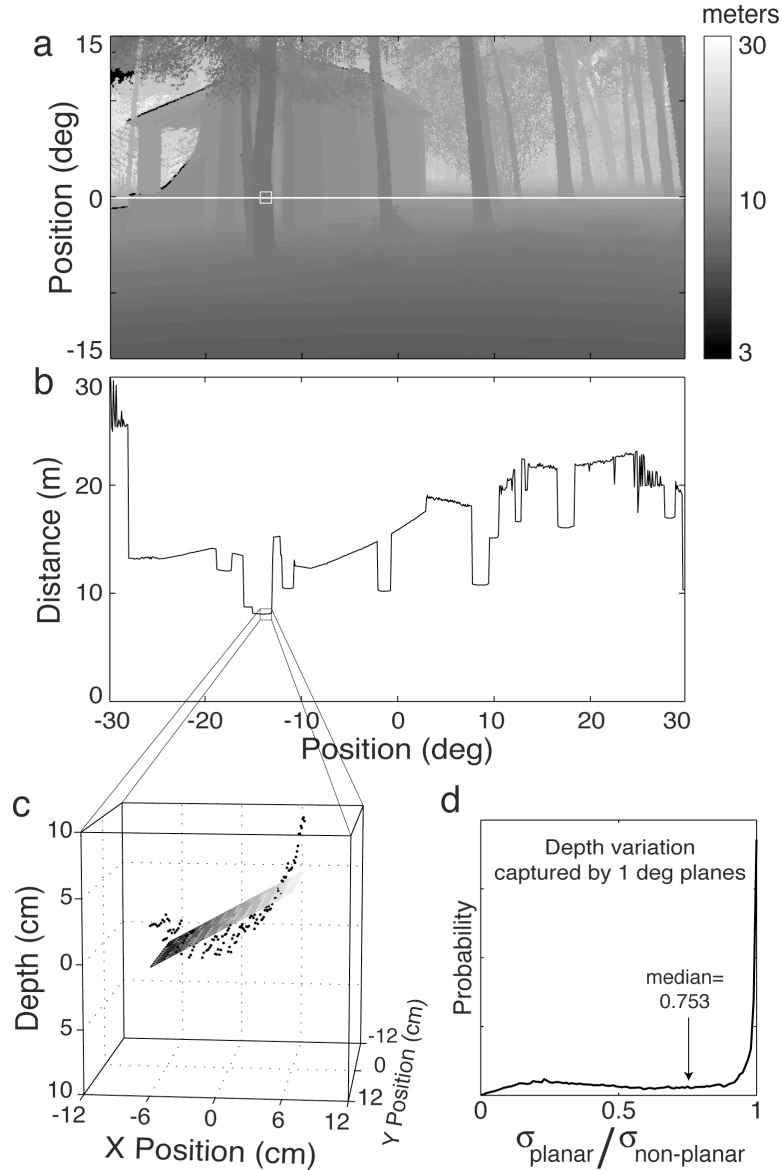 meters
a
15
0
-15
Position (deg)
30
10
3
b
30
20
10
0
Distance (m)
-30
-20
-10
0
10
20
30
Position (deg)
c
10
5
0
5
10
Depth (cm)
-12
-6
0
6
12
X Position (cm)
-12
0
12
Y Position (cm)
d
Depth variation
captured by 1 deg planes
median=
0.753
Probability
0
0.5
1
σplanar/σnon-planar